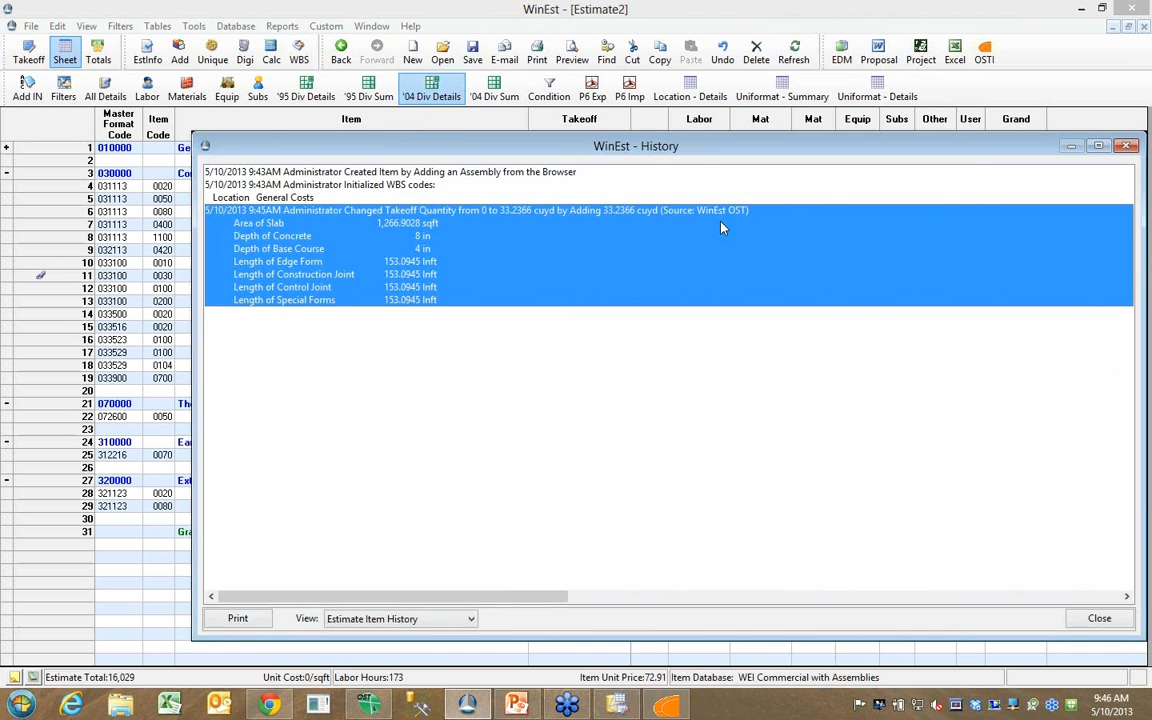 WinEst - [Estimate2]
File Edit View Filters Tables Tools Database Reports Custom Window Help
Takeoff Sheet Totals EstInfo Add Unique Digi Calc WBS Back Forward New Open Save E-mail Print Preview Find Cut Copy Paste Undo Delete Refresh EDM Proposal Project Excel OSTI
Add IN Filters All Details Labor Materials Equip Subs '95 Div Details '95 Div Sum '04 Div Details '04 Div Sum Condition P6 Exp P6 Imp Location - Details Uniformat - Summary Uniformat - Details
Master Format Code Item Code Item Takeoff Labor Mat Mat Equip Subs Other User Grand
WinEst - History
+ 1 010000 Ge
2
- 3 030000 Co
4 031113 0020
5 031113 0050
6 031113 0080
7 031113 0400
8 031113 1100
9 032113 0420
10 033100 0010
11 033100 0030
12 033100 0100
13 033100 0200
14 033500 0020
15 033516 0020
16 033523 0100
17 033529 0100
18 033529 0104
19 033900 0700
20
- 21 070000 The
22 072600 0050
23
- 24 310000 Ear
25 312216 0070
26
- 27 320000 Ext
28 321123 0020
29 321123 0080
30
31 Gra
5/10/2013 9:43AM Administrator Created Item by Adding an Assembly from the Browser
5/10/2013 9:43AM Administrator Initialized WBS codes:
Location General Costs
5/10/2013 9:45AM Administrator Changed Takeoff Quantity from 0 to 33.2366 cuyd by Adding 33.2366 cuyd (Source: WinEst OST)
Area of Slab 1,266.9028 sqft
Depth of Concrete 8 in
Depth of Base Course 4 in
Length of Edge Form 153.0945 lnft
Length of Construction Joint 153.0945 lnft
Length of Control Joint 153.0945 lnft
Length of Special Forms 153.0945 lnft
Print View: Estimate Item History Close
Estimate Total:16,029 Unit Cost:0/sqft Labor Hours:173 Item Unit Price:72.91 Item Database: WEI Commercial with Assemblies
9:46 AM
5/10/2013